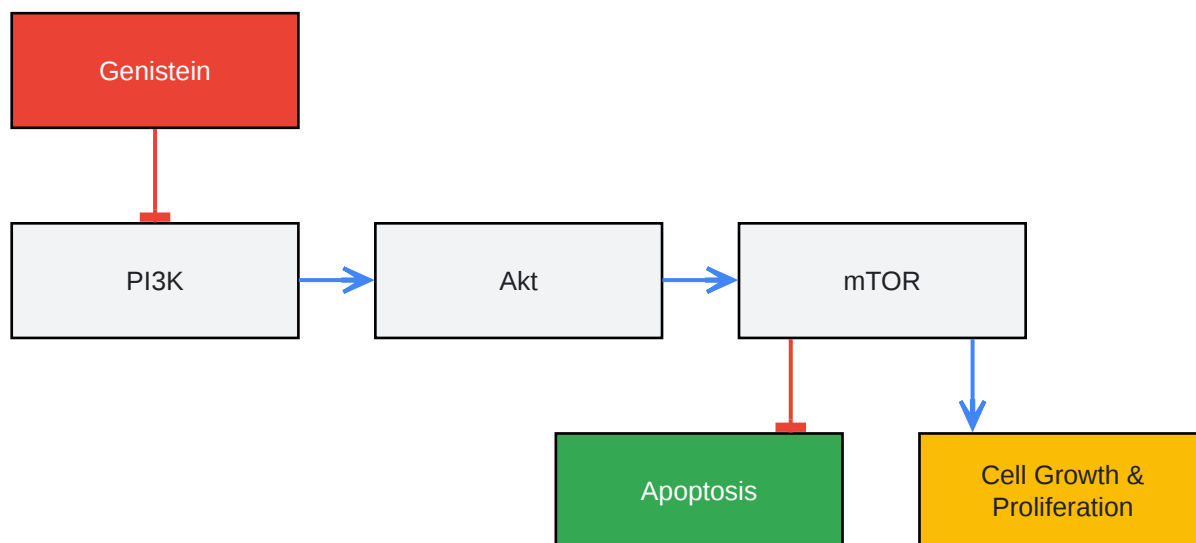 Genistein
PI3K
Akt
mTOR
Apoptosis
Cell Growth &
Proliferation